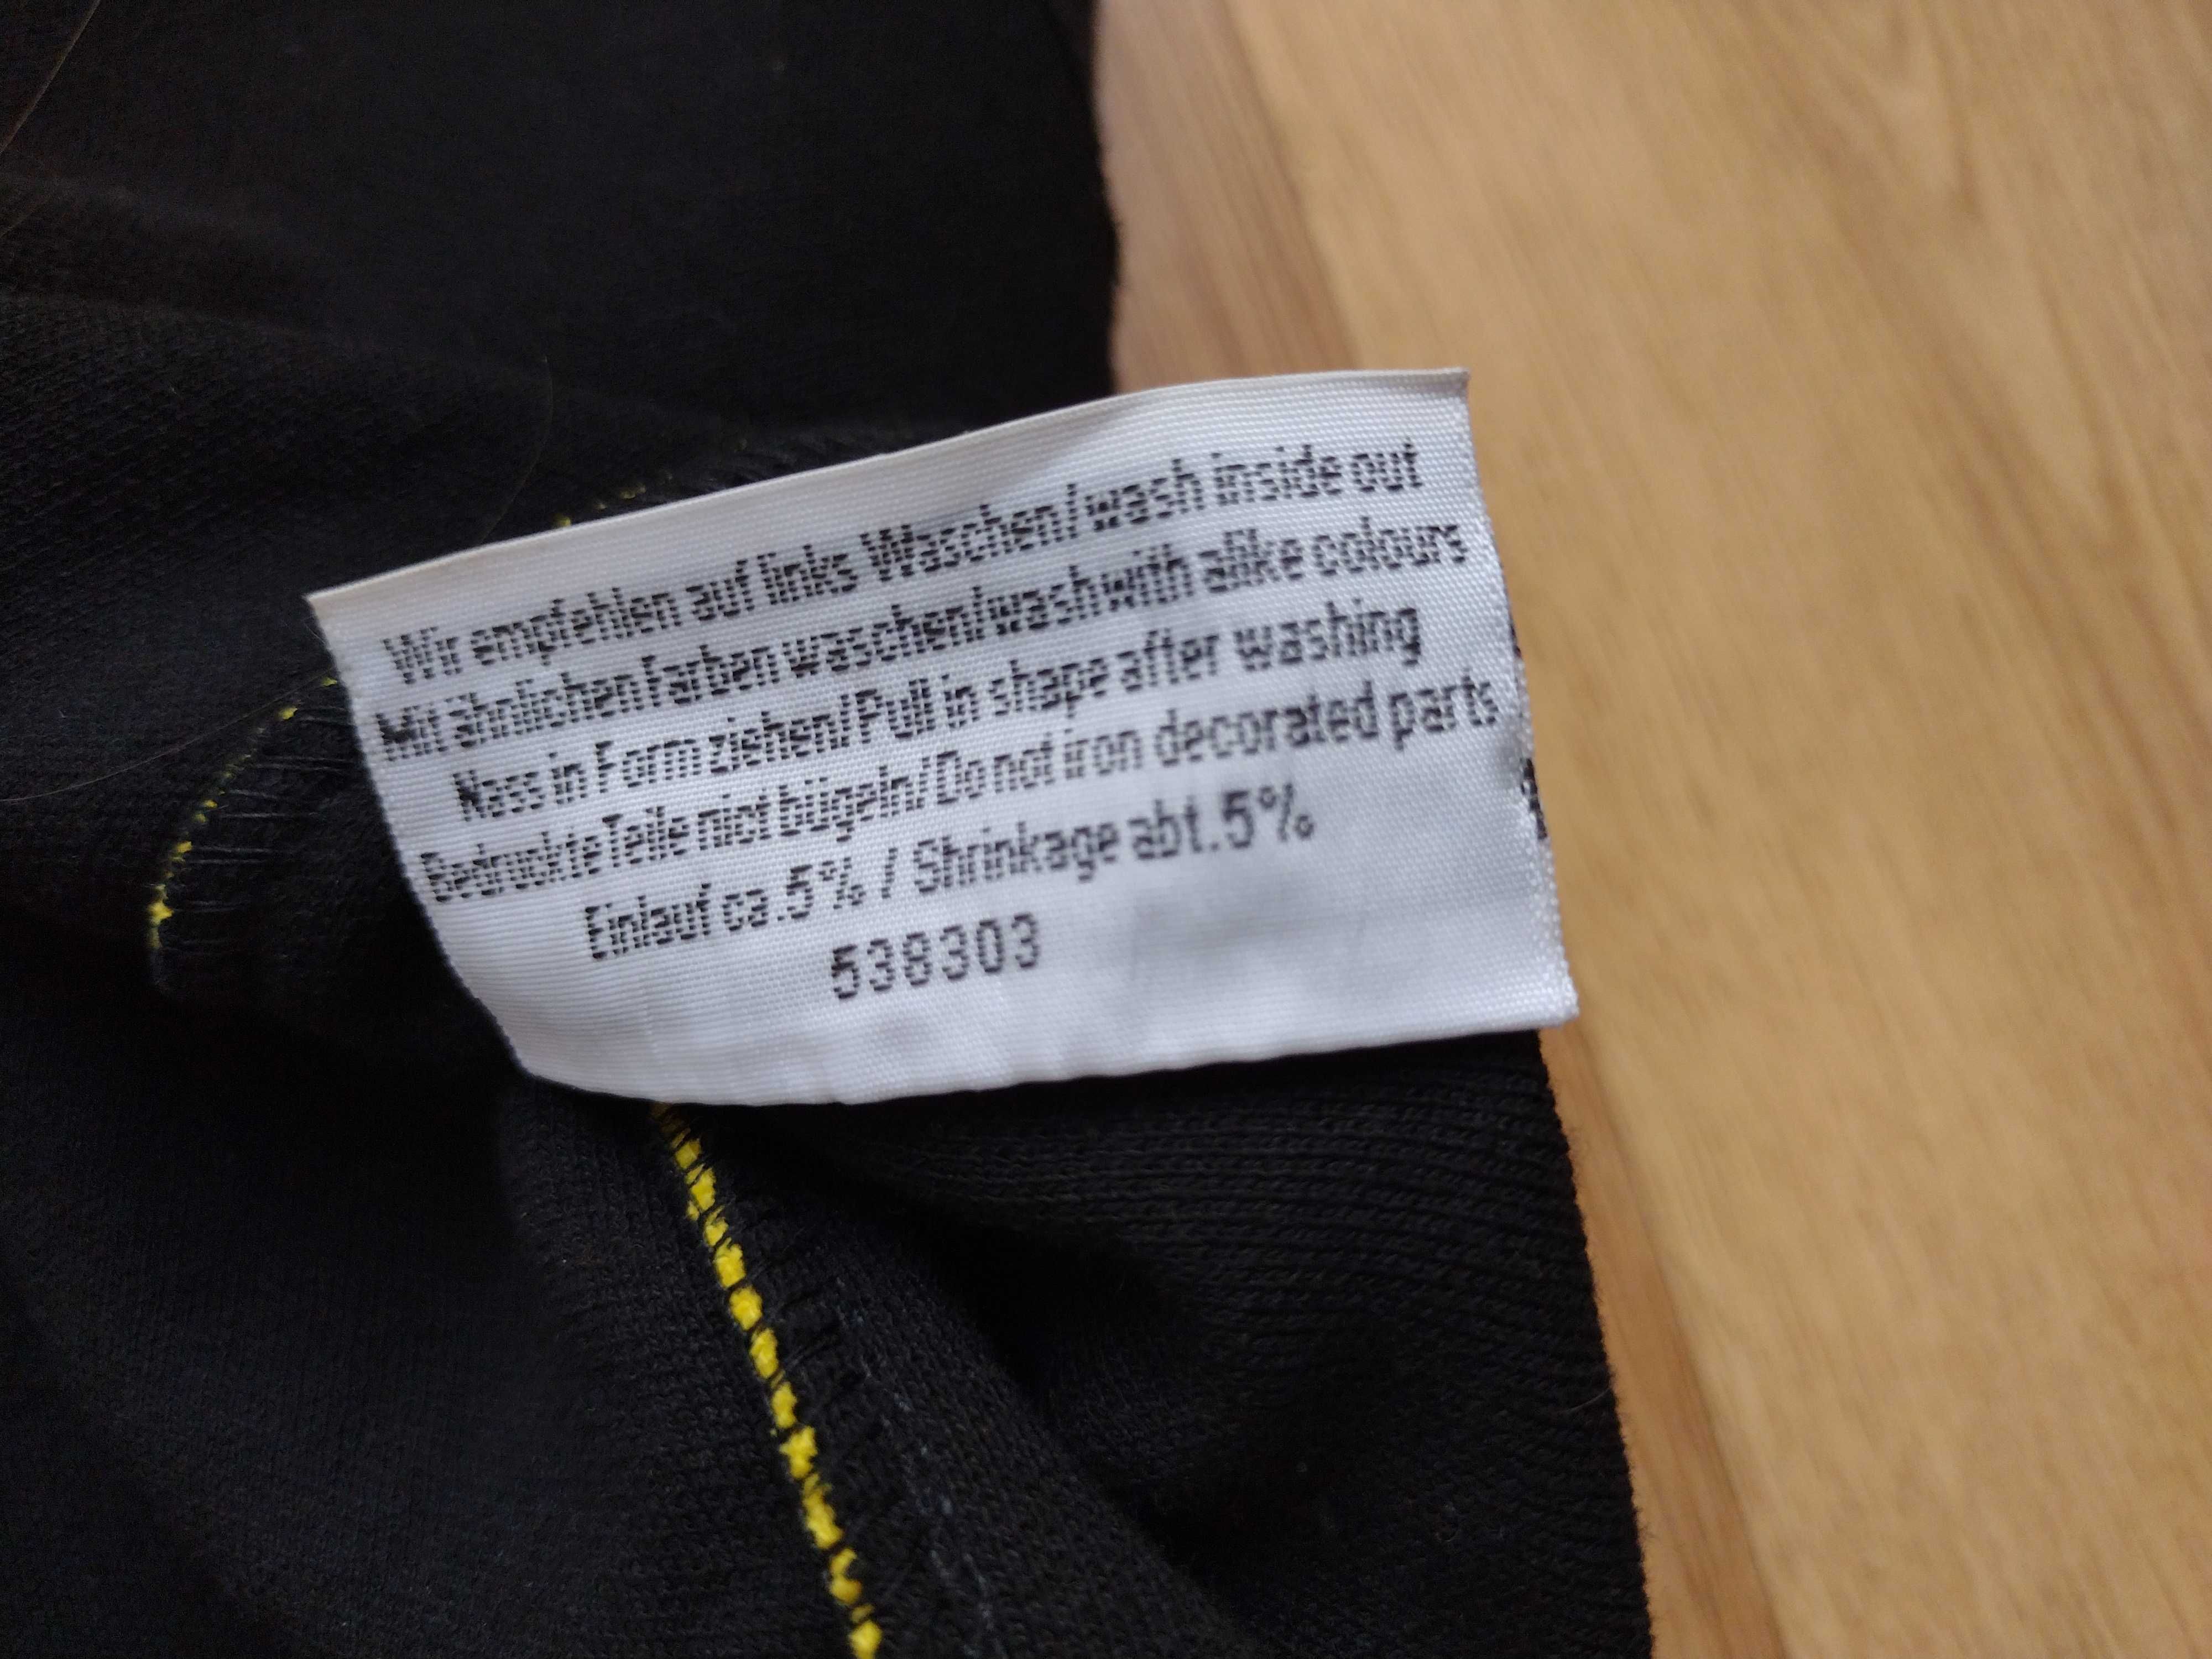 Wir empfehlen auf links Waschen/wash inside out
Mit ähnlichen Farben waschen/wash with alike colours
Nass in Form ziehen/Pull in shape after washing
Bedruckte Teile nict bügeln/Do not iron decorated parts
Einlauf ca.5% / Shrinkage abt.5%
538303